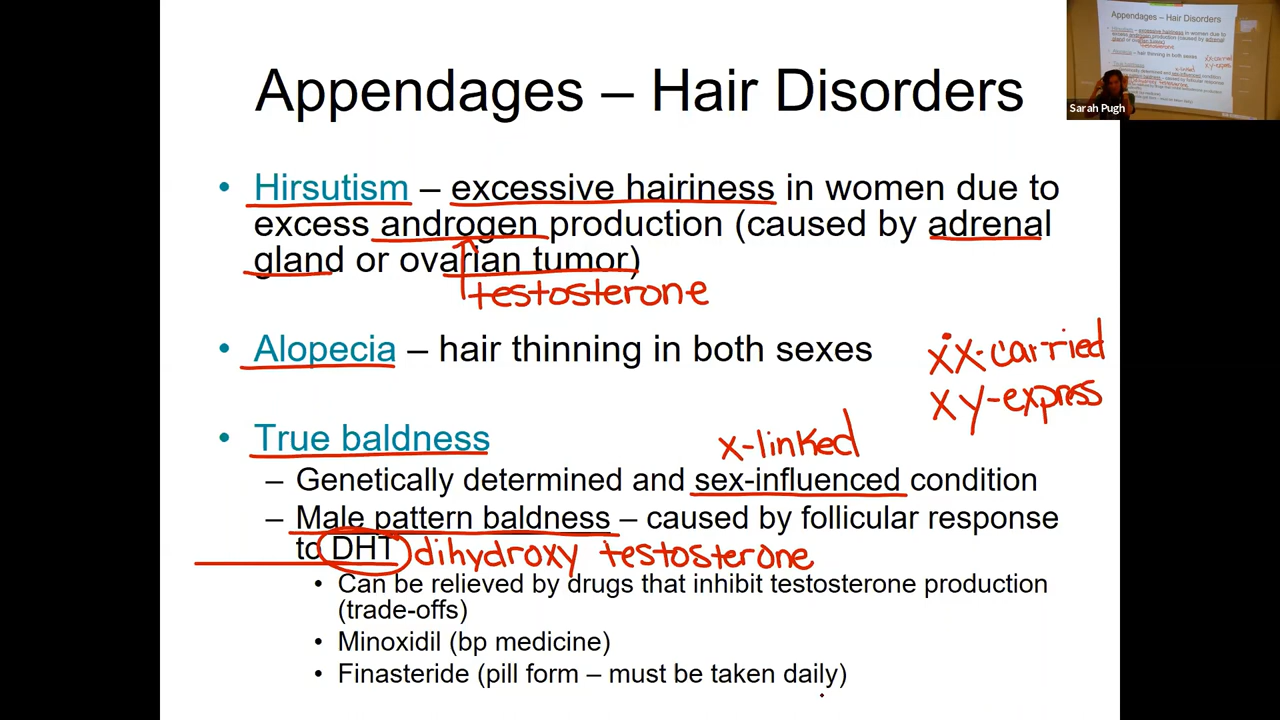 Appendages – Hair Disorders
• Hirsutism – excessive hairiness in women due to
excess androgen production (caused by adrenal
gland or ovarian tumor)
testosterone
• Alopecia – hair thinning in both sexes
xX-carried
xy-express
• True baldness
x-linked
– Genetically determined and sex-influenced condition
– Male pattern baldness – caused by follicular response
to DHT dihydroxy testosterone
• Can be relieved by drugs that inhibit testosterone production
(trade-offs)
• Minoxidil (bp medicine)
• Finasteride (pill form – must be taken daily)
Appendages – Hair Disorders
Sarah Pugh